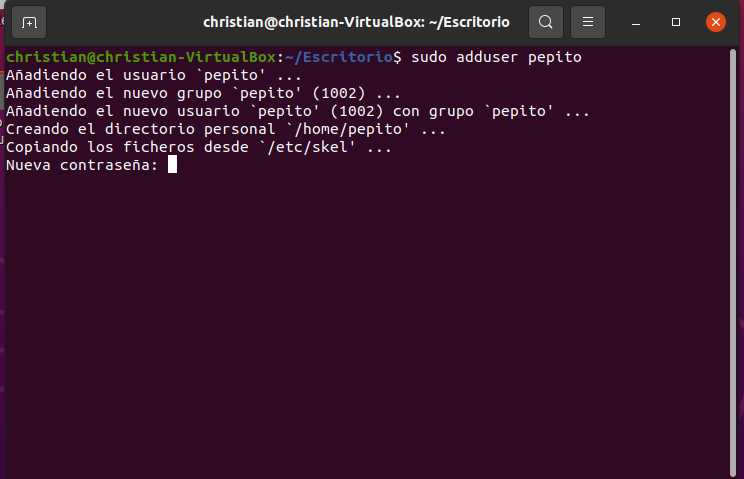 christian@christian-VirtualBox: ~/Escritorio
christian@christian-VirtualBox:~/Escritorio$ sudo adduser pepito
Añadiendo el usuario `pepito' ...
Añadiendo el nuevo grupo `pepito' (1002) ...
Añadiendo el nuevo usuario `pepito' (1002) con grupo `pepito' ...
Creando el directorio personal `/home/pepito' ...
Copiando los ficheros desde `/etc/skel' ...
Nueva contraseña: